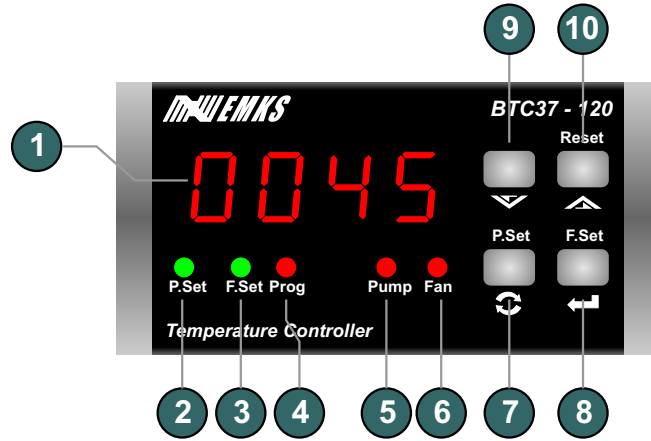 9 10
EMKS BTC37 - 120
Reset
1
0045
P.Set F.Set
P.Set F.Set Prog Pump Fan
Temperature Controller
2 3 4 5 6 7 8